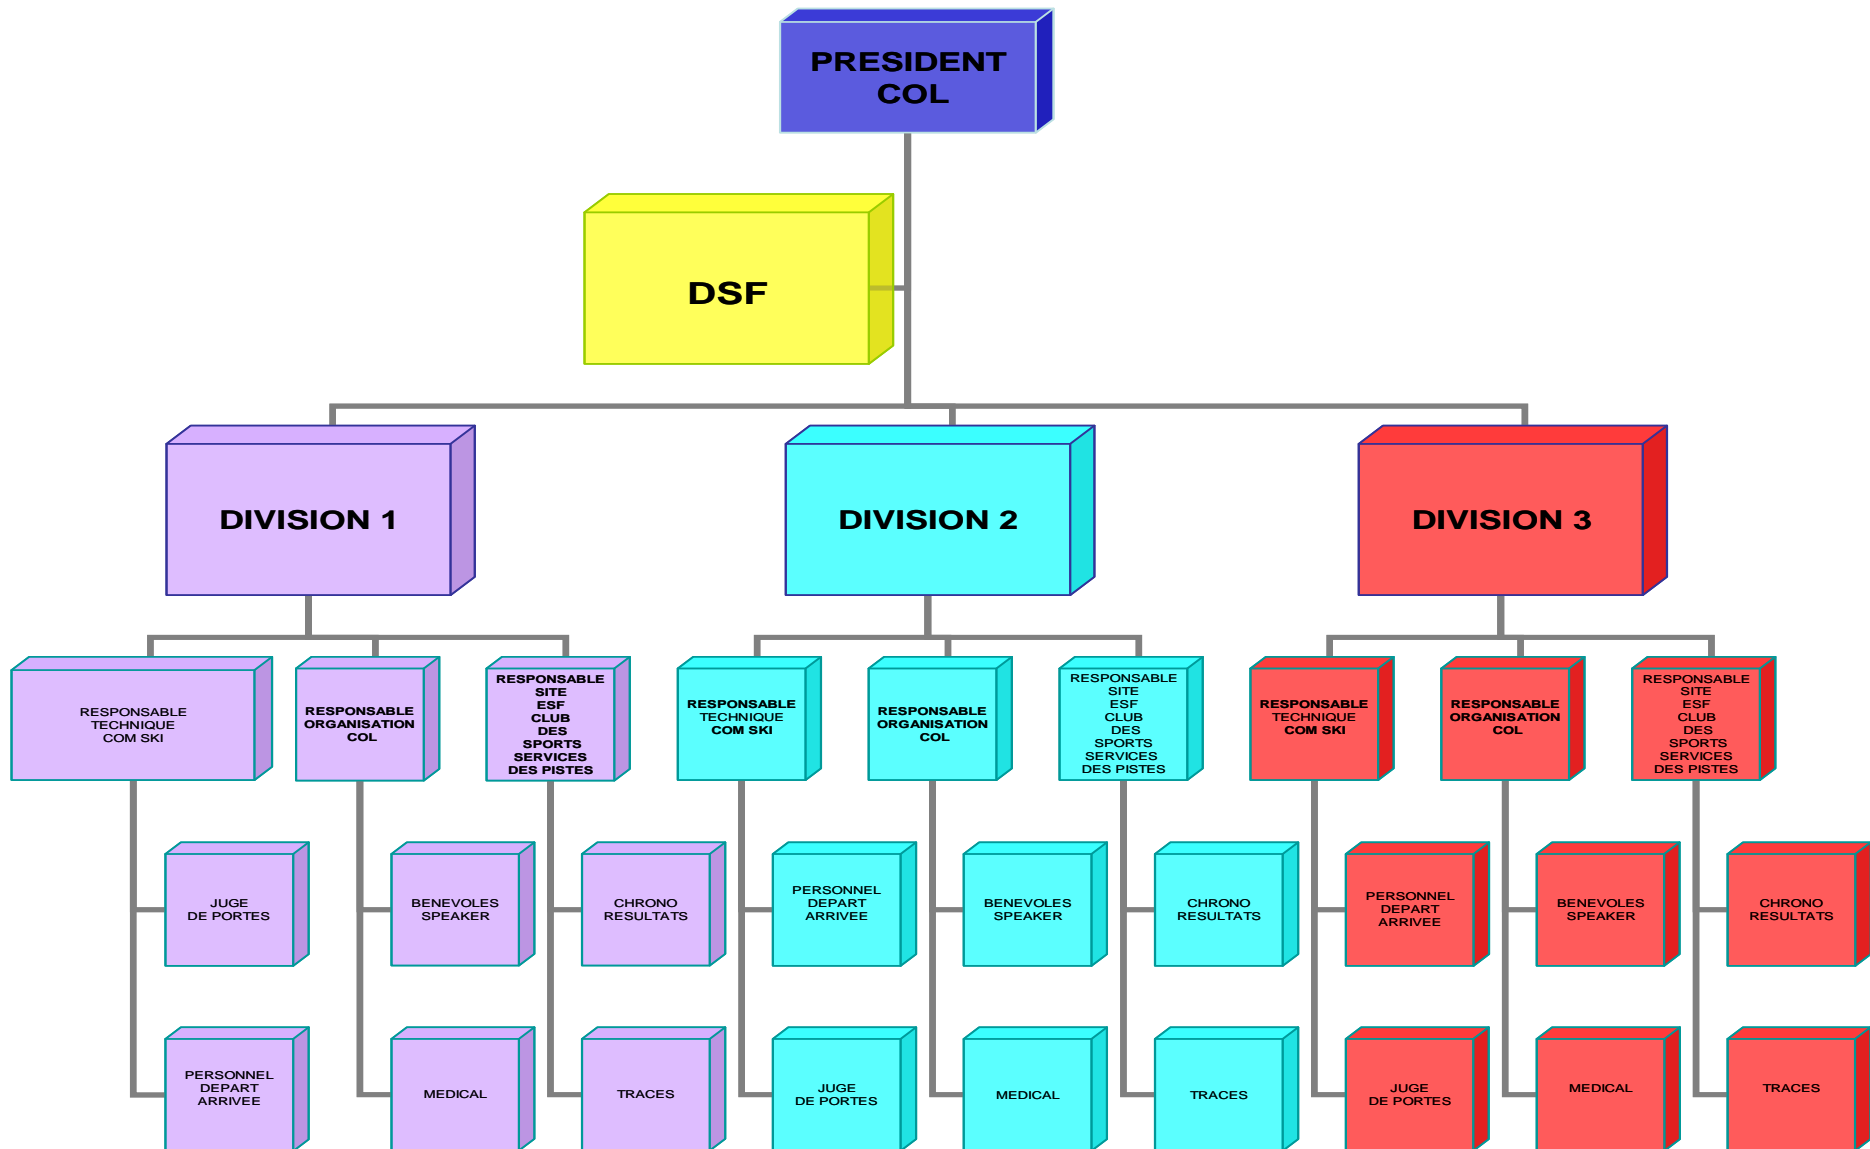 PRESIDENT
COL
DSF
DIVISION 1
DIVISION 2
DIVISION 3
RESPONSABLE
TECHNIQUE
COM SKI
RESPONSABLE
ORGANISATION
COL
RESPONSABLE
SITE
ESF
CLUB
DES
SPORTS
SERVICES
DES PISTES
RESPONSABLE
TECHNIQUE
COM SKI
RESPONSABLE
ORGANISATION
COL
RESPONSABLE
SITE
ESF
CLUB
DES
SPORTS
SERVICES
DES PISTES
RESPONSABLE
TECHNIQUE
COM SKI
RESPONSABLE
ORGANISATION
COL
RESPONSABLE
SITE
ESF
CLUB
DES
SPORTS
SERVICES
DES PISTES
JUGE
DE PORTES
BENEVOLES
SPEAKER
CHRONO
RESULTATS
PERSONNEL
DEPART
ARRIVEE
BENEVOLES
SPEAKER
CHRONO
RESULTATS
PERSONNEL
DEPART
ARRIVEE
BENEVOLES
SPEAKER
CHRONO
RESULTATS
PERSONNEL
DEPART
ARRIVEE
MEDICAL
TRACES
JUGE
DE PORTES
MEDICAL
TRACES
JUGE
DE PORTES
MEDICAL
TRACES